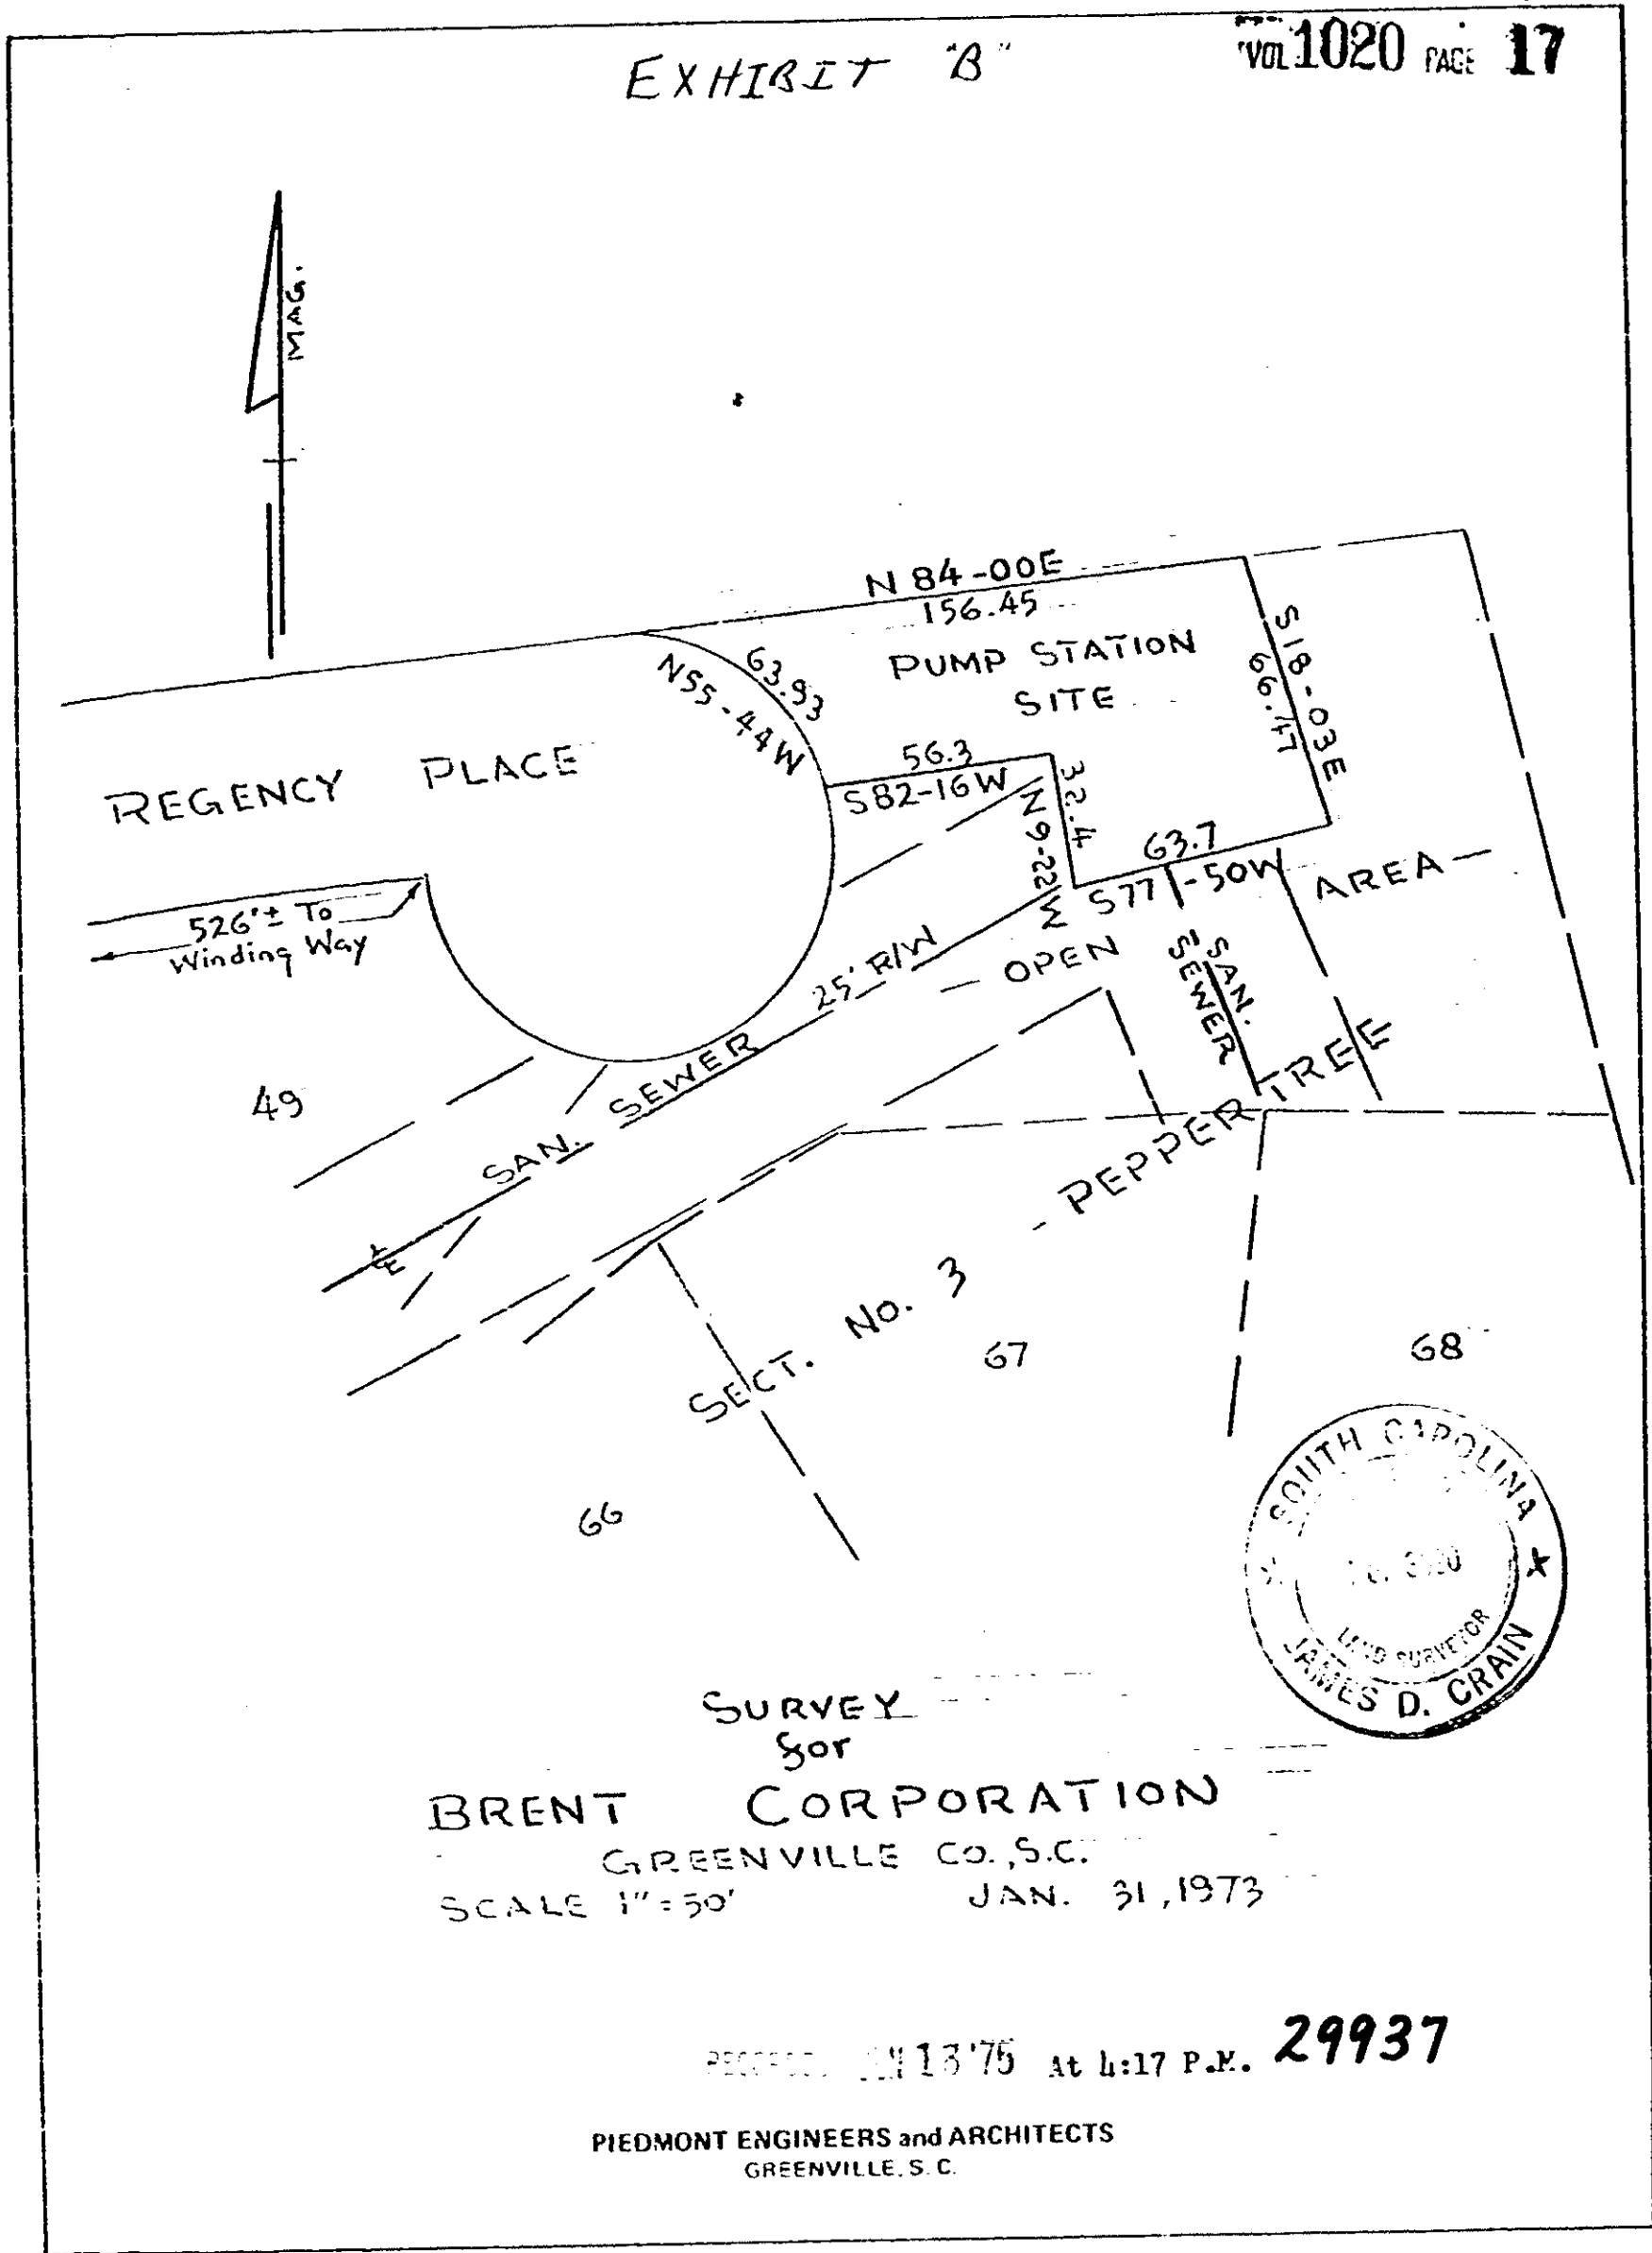 EXHIBIT "B"
VOL 1020 PAGE 17
MAG.
N 84-00E
156.45
PUMP STATION
SITE
S18-03E
66.47
63.93
N55-44W
56.3
S82-16W
32.4
N9-22W
63.7
S77-50W
REGENCY PLACE
526'± To
Winding Way
25' R/W
- OPEN AREA -
SAN.
SEWER
SAN. SEWER
49
SECT. No. 3 - PEPPERTREE
67
68
66
SOUTH CAROLINA
LAND SURVEYOR
JAMES D. CRAIN
SURVEY
for
BRENT CORPORATION
GREENVILLE CO., S.C.
SCALE 1"=50' JAN. 31, 1973
13 '75 At 4:17 P.M. 29937
PIEDMONT ENGINEERS and ARCHITECTS
GREENVILLE, S. C.